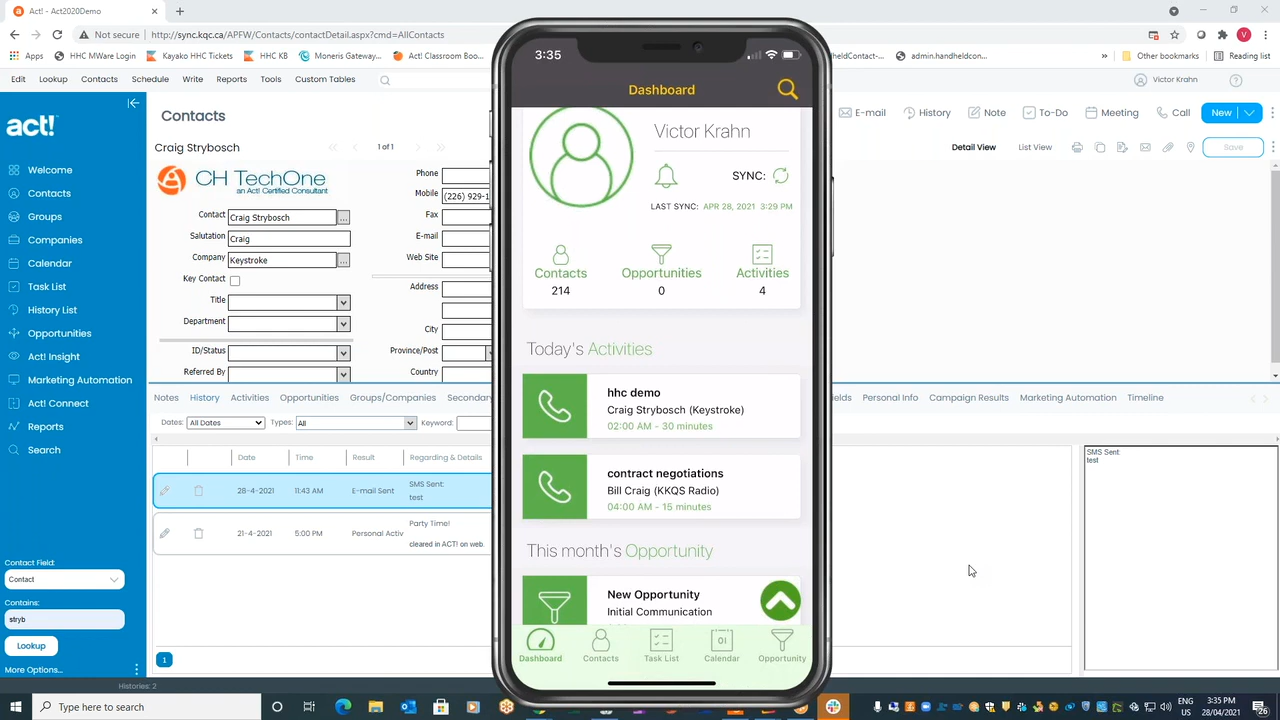 Act! - Act2020Demo
Not secure | http://sync.kqc.ca/APFW/Contacts/contactDetail.aspx?cmd=AllContacts
V
Apps
HHC MWare Login
Kayako HHC Tickets
HHC KB
Moneris Gateway...
Act! Classroom Boo...
HandheldContact-...
admin.handheldcon...
»
Other bookmarks
Reading list
Edit Lookup Contacts Schedule Write Reports Tools Custom Tables
Victor Krahn
act!
Welcome
Contacts
Groups
Companies
Calendar
Task List
History List
Opportunities
Act! Insight
Marketing Automation
Act! Connect
Reports
Search
Contact Field:
Contact
Contains:
stryb
Lookup
More Options...
Contacts
E-mail History Note To-Do Meeting Call New
Craig Strybosch
1 of 1
Detail View List View
Save
CH TechOne
an Act! Certified Consultant
Contact Craig Strybosch
Salutation Craig
Company Keystroke
Key Contact
Title
Department
ID/Status
Referred By
Phone
Mobile (226) 929-1
Fax
E-mail
Web Site
Address
City
Province/Post
Country
Notes History Activities Opportunities Groups/Companies Secondary
elds Personal Info Campaign Results Marketing Automation Timeline
Dates: All Dates Types: All Keyword:
Date Time Result Regarding & Details
28-4-2021 11:43 AM E-mail Sent SMS Sent:
test
21-4-2021 5:00 PM Personal Activ Party Time!
cleared in ACT! on web.
SMS Sent:
test
1
Histories: 2
3:35
Dashboard
Victor Krahn
SYNC:
LAST SYNC: APR 28, 2021 3:29 PM
Contacts
214
Opportunities
0
Activities
4
Today's Activities
hhc demo
Craig Strybosch (Keystroke)
02:00 AM - 30 minutes
contract negotiations
Bill Craig (KKQS Radio)
04:00 AM - 15 minutes
This month's Opportunity
New Opportunity
Initial Communication
Dashboard Contacts Task List Calendar Opportunity
Type here to search
ENG
US
3:35 PM
28/04/2021